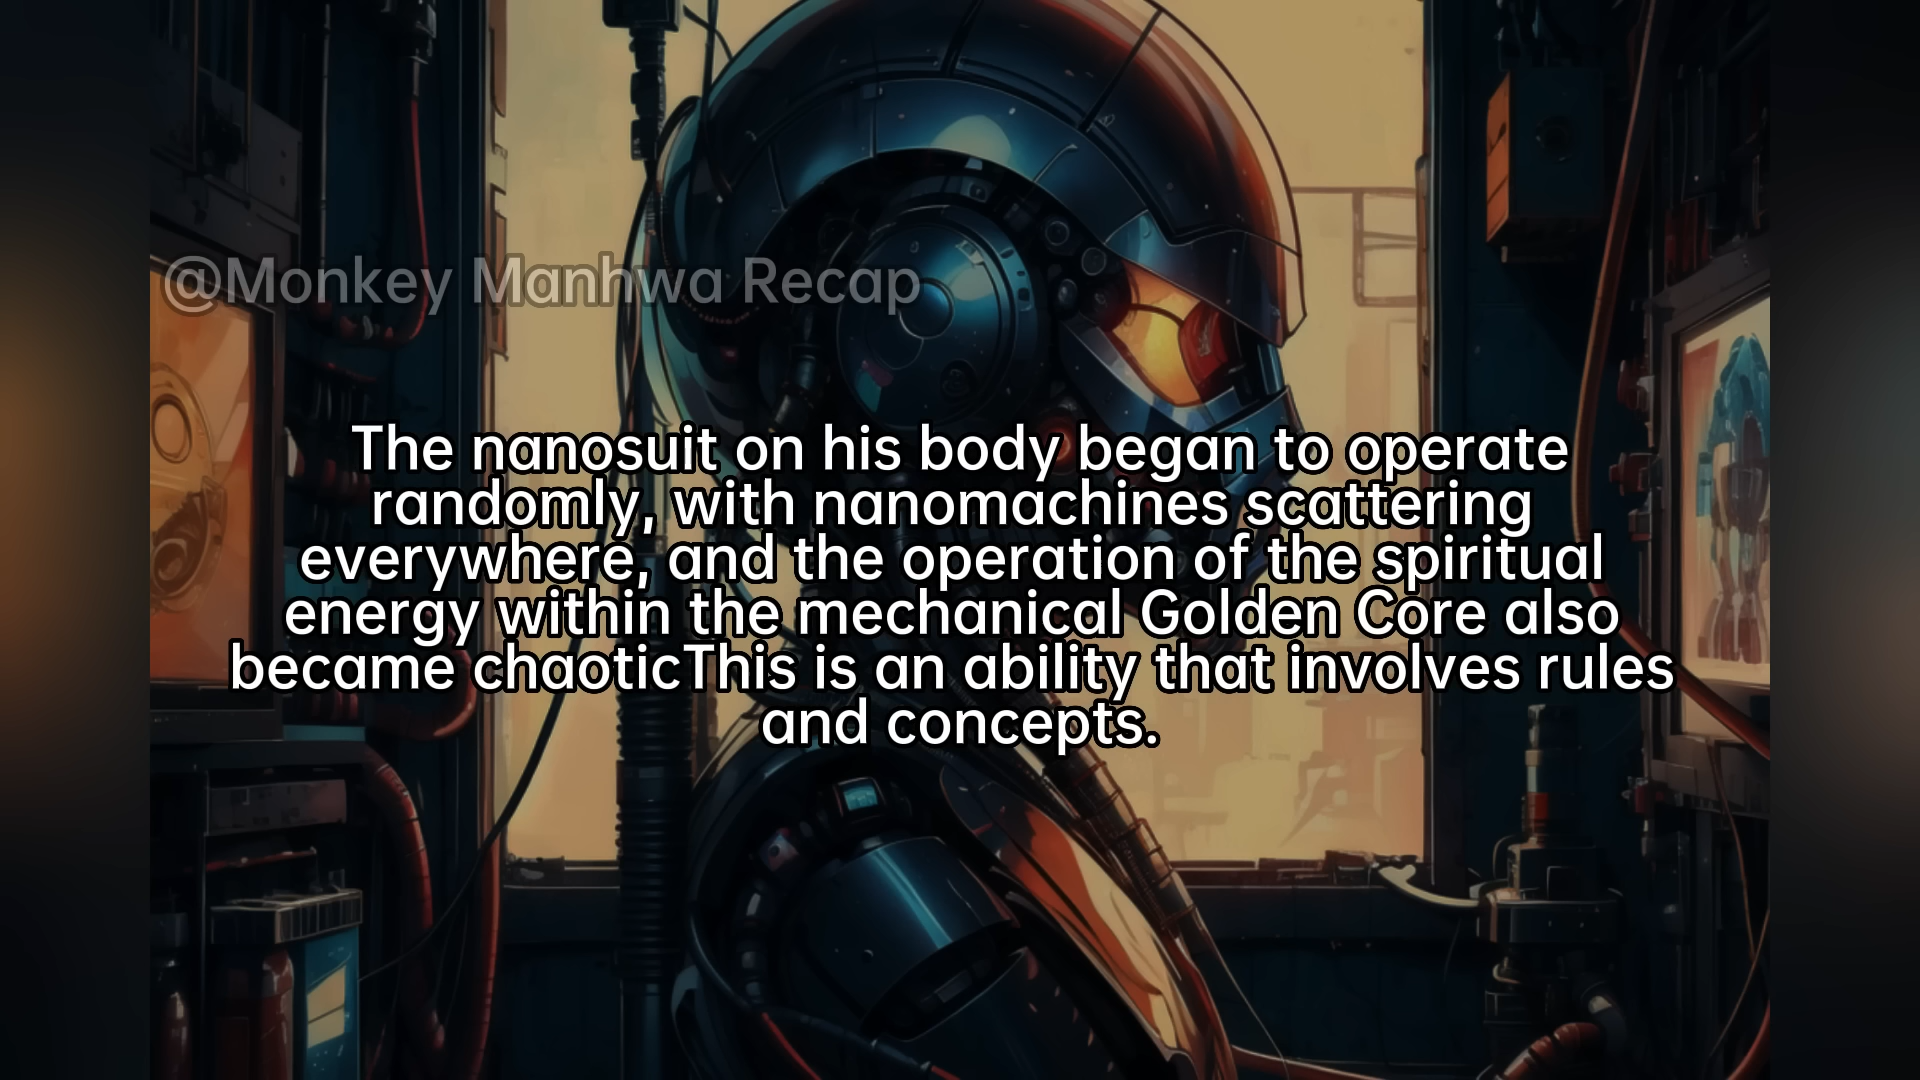 @Monkey Manhwa Recap
The nanosuit on his body began to operate
randomly, with nanomachines scattering
everywhere, and the operation of the spiritual
energy within the mechanical Golden Core also
became chaoticThis is an ability that involves rules
and concepts.